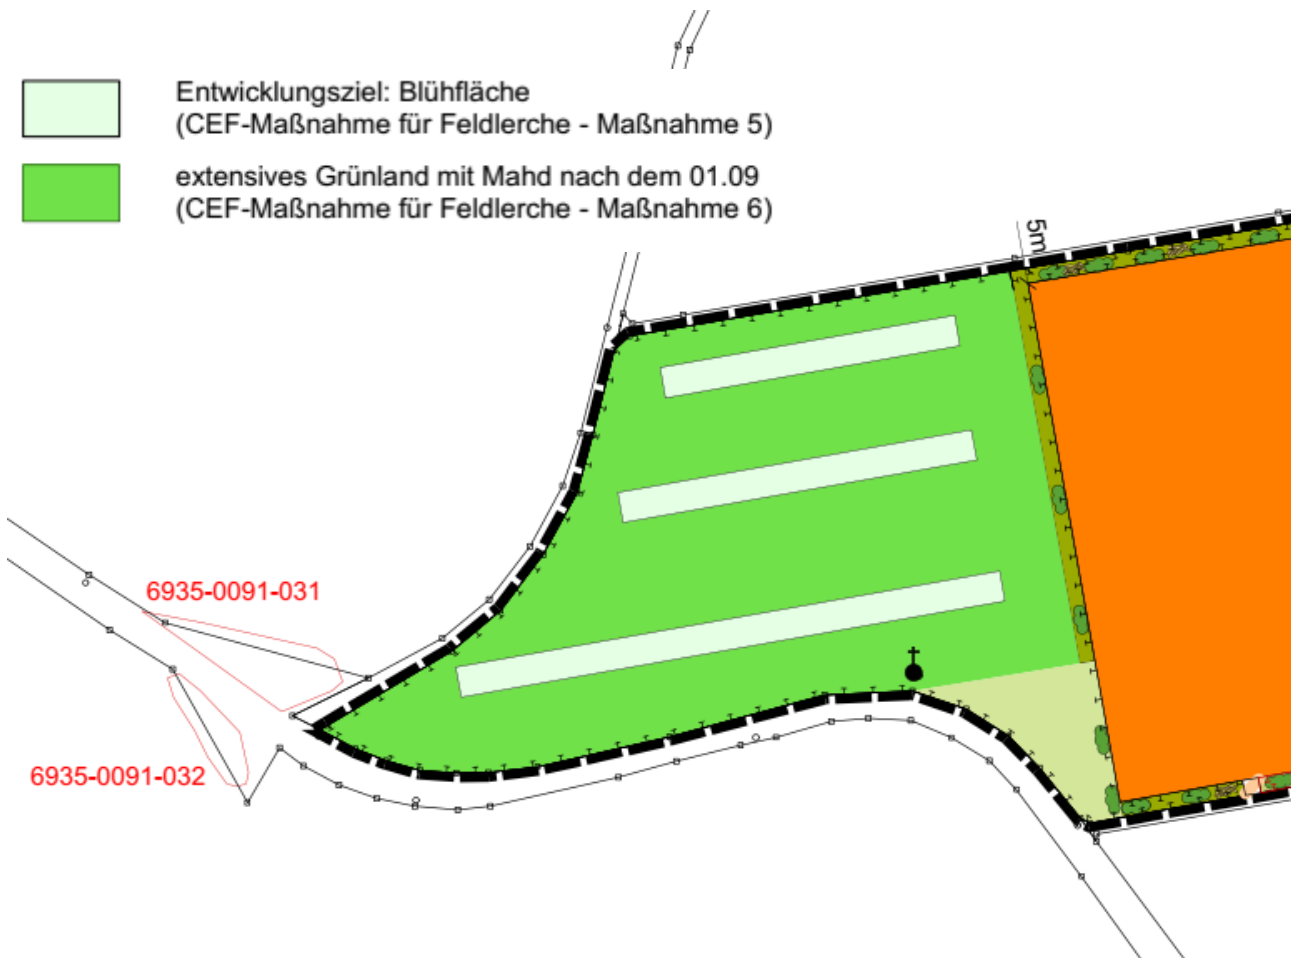 Entwicklungsziel: Blühfläche
(CEF-Maßnahme für Feldlerche - Maßnahme 5)
extensives Grünland mit Mahd nach dem 01.09
(CEF-Maßnahme für Feldlerche - Maßnahme 6)
5m
6935-0091-031
6935-0091-032